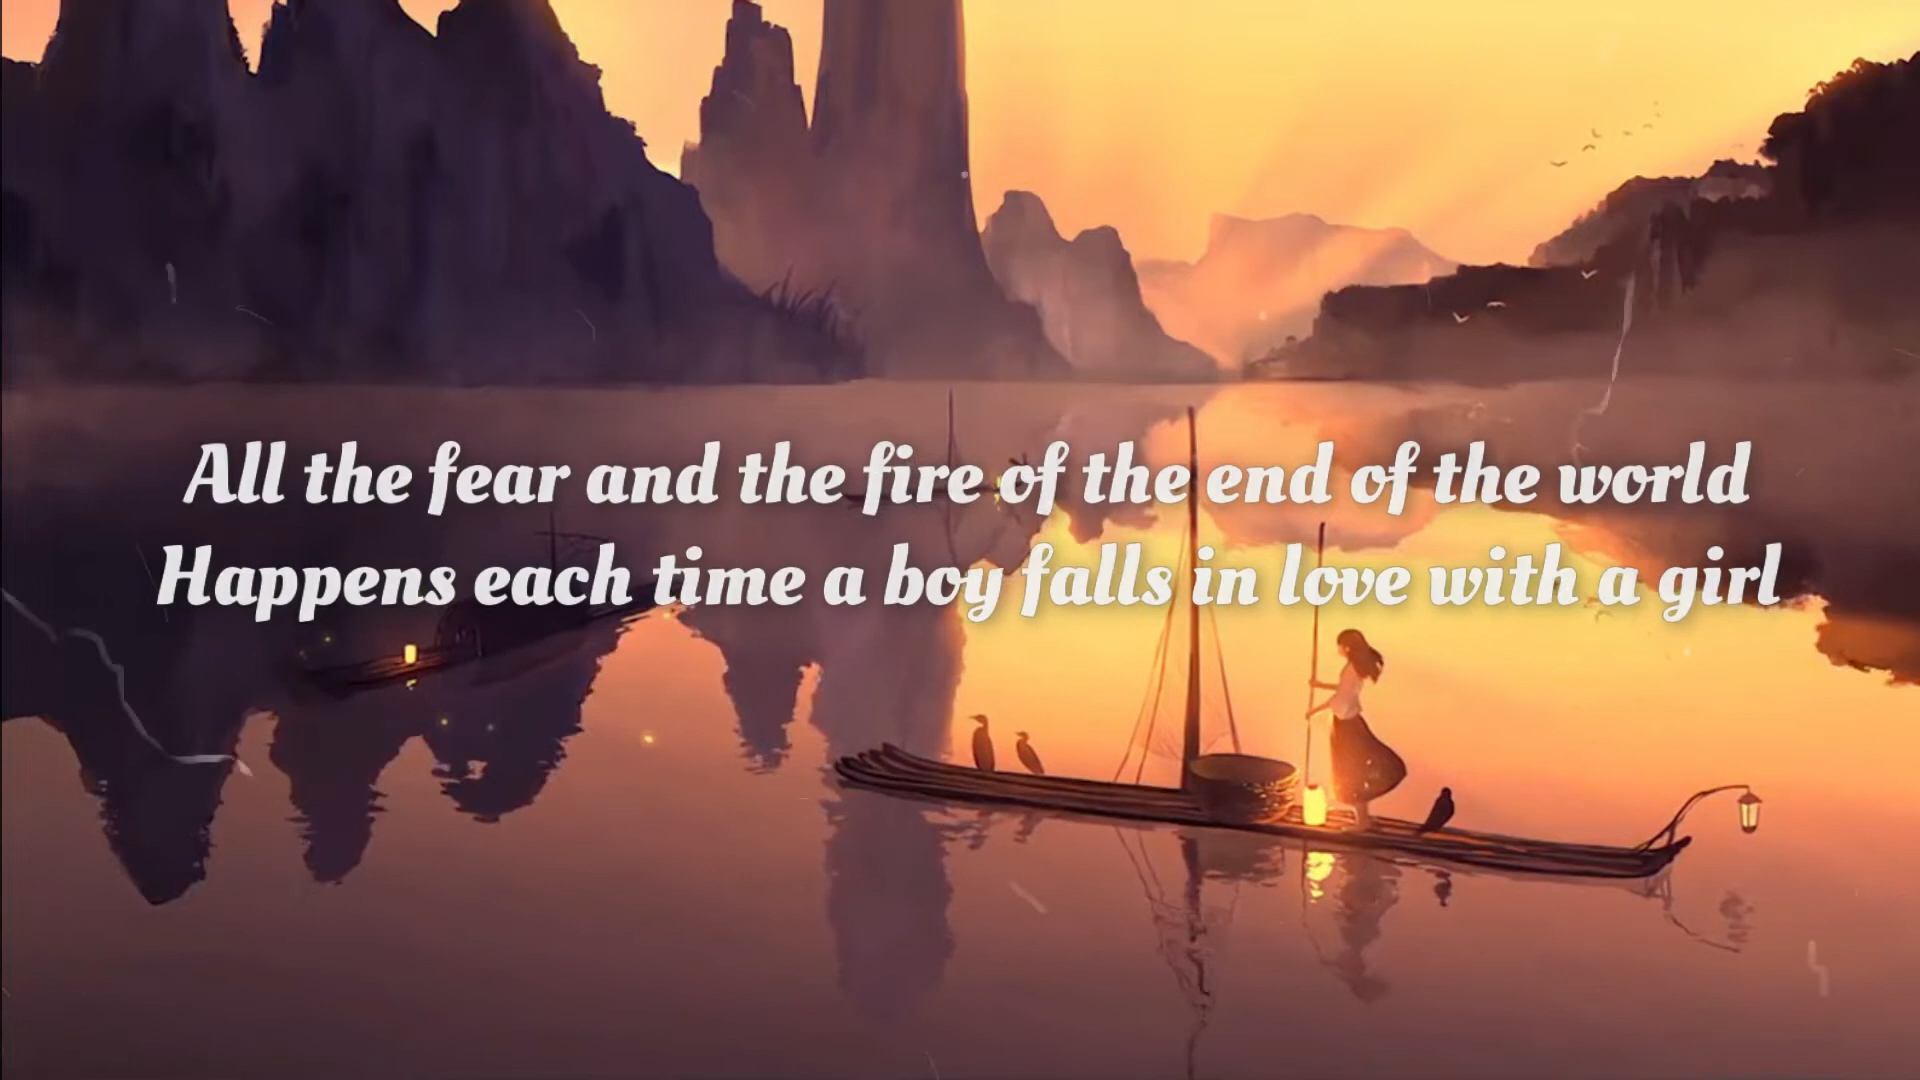 All the fear and the fire of the end of the world
Happens each time a boy falls in love with a girl